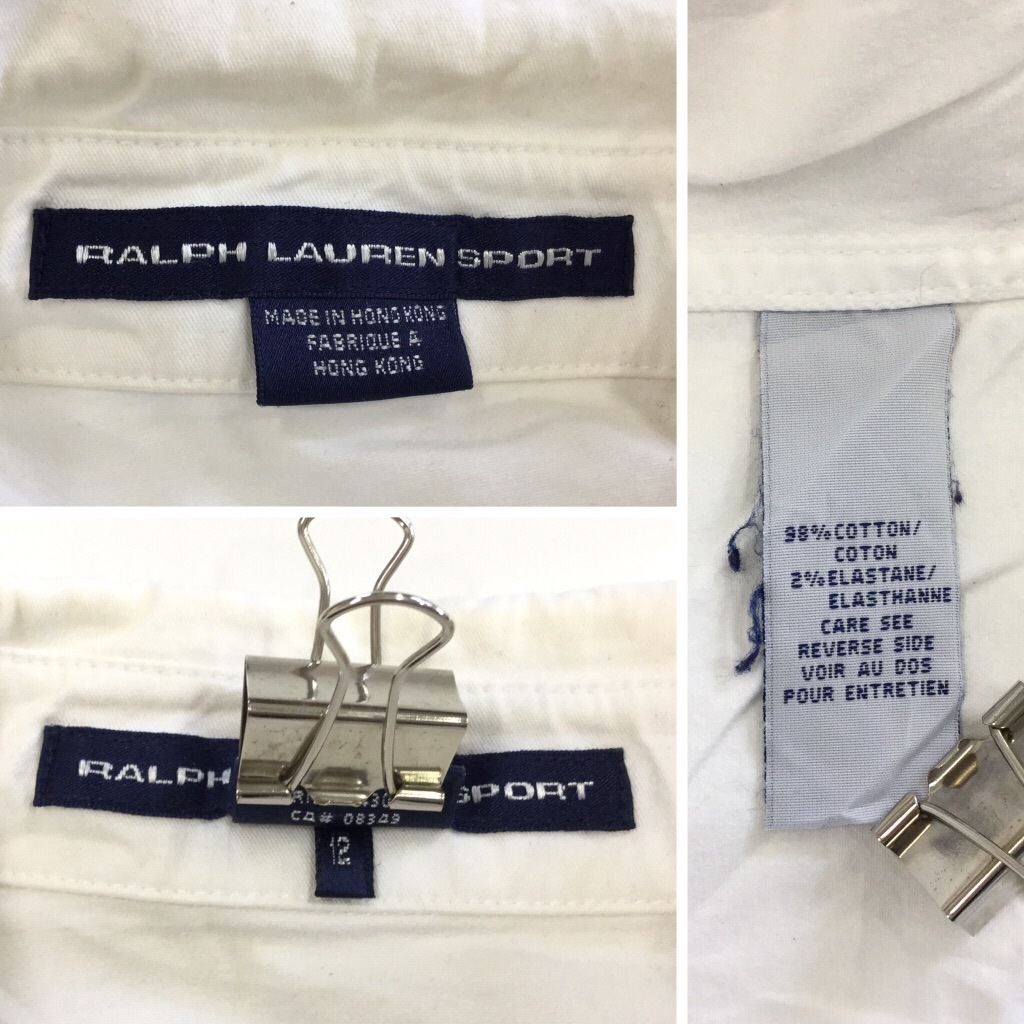 RALPH LAUREN SPORT
MADE IN HONG KONG
FABRIQUE A
HONG KONG
RALPH SPORT
CA# 08349
12
98% COTTON/
COTON
2% ELASTANE/
ELASTHANNE
CARE SEE
REVERSE SIDE
VOIR AU DOS
POUR ENTRETIEN